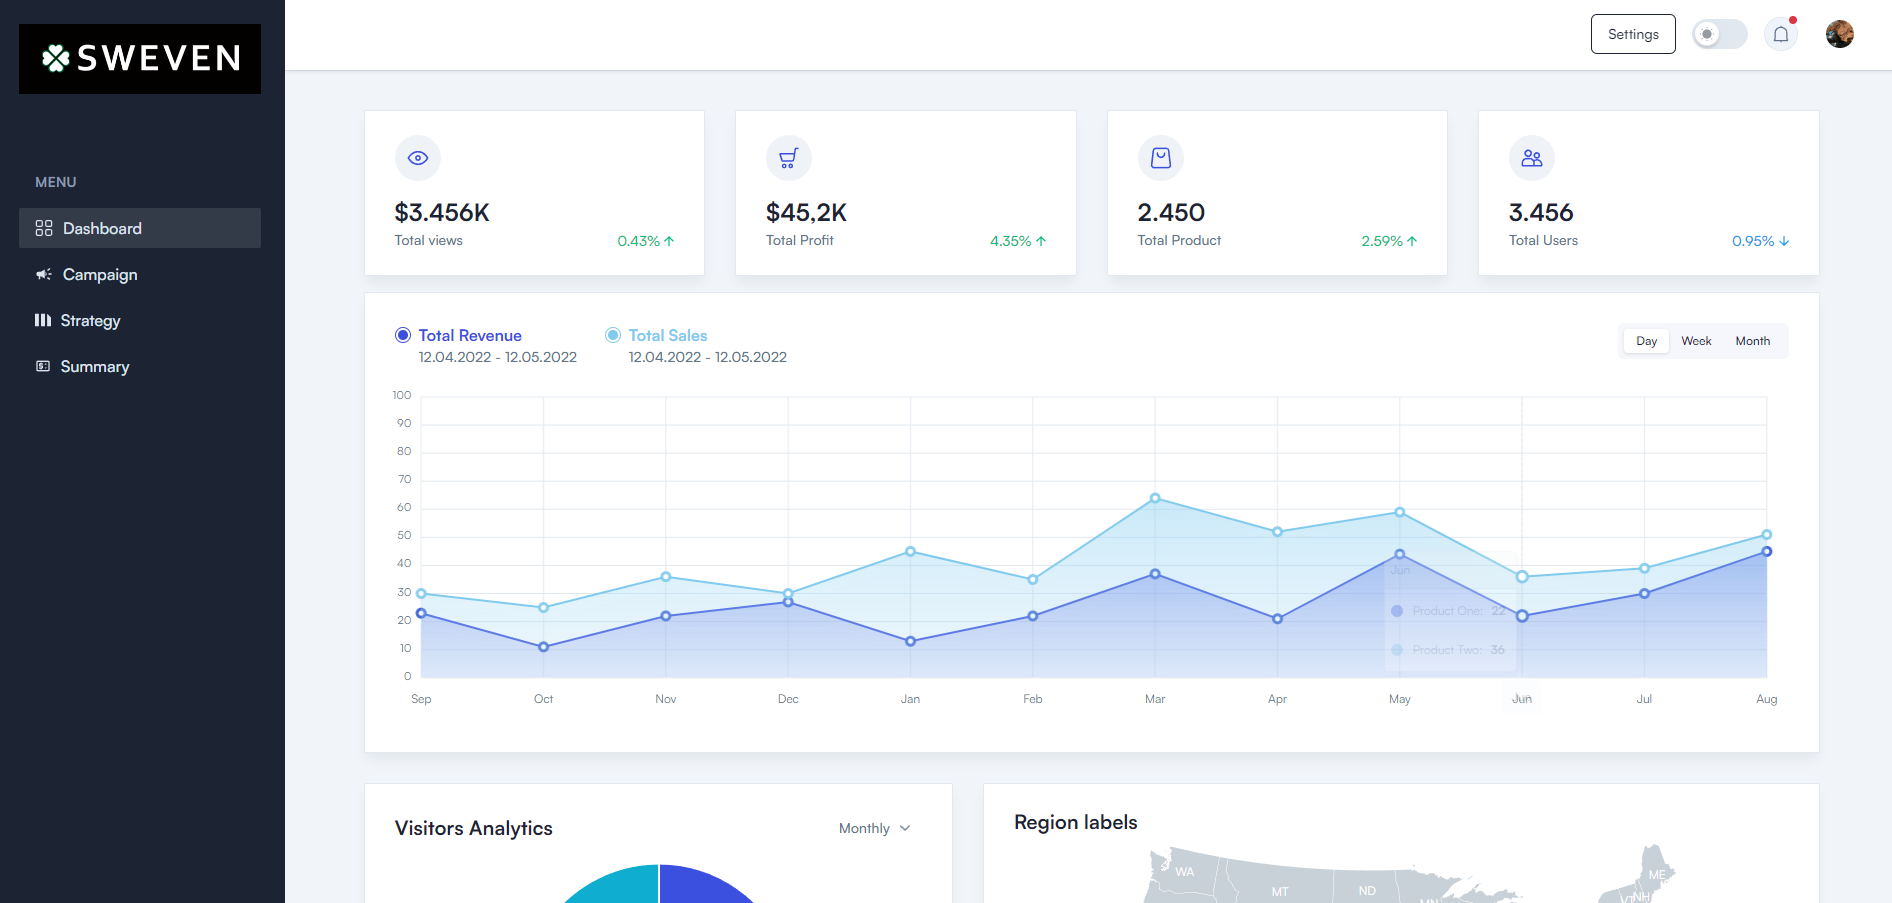 SWEVEN
MENU
Dashboard
Campaign
Strategy
Summary
Settings
$3.456K
Total views
0.43%
$45,2K
Total Profit
4.35%
2.450
Total Product
2.59%
3.456
Total Users
0.95%
Total Revenue
12.04.2022 - 12.05.2022
Total Sales
12.04.2022 - 12.05.2022
Day Week Month
100
90
80
70
60
50
40
30
20
10
0
Jun
Product One: 22
Product Two: 36
Sep Oct Nov Dec Jan Feb Mar Apr May Jun Jul Aug
Visitors Analytics
Monthly
Region labels
WA
MT
ND
MN
ME
VT
NH